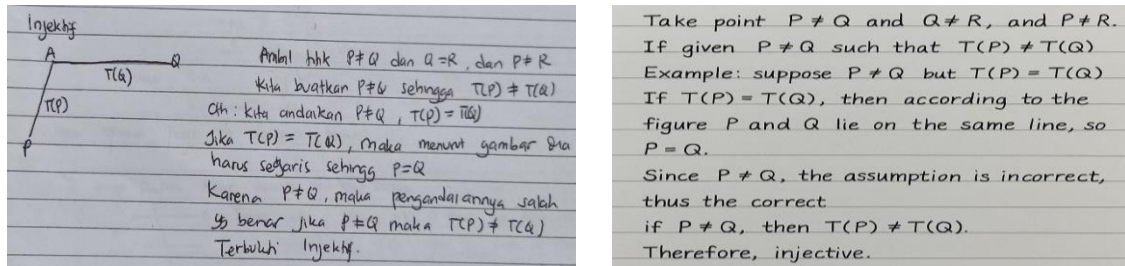 Injektif
A
Q
T(Q)
T(P)
P
Ambil titik P ≠ Q dan Q = R, dan P ≠ R
Kita buatkan P ≠ Q sehingga T(P) ≠ T(Q)
Cth : kita andaikan P ≠ Q , T(P) = T(Q)
Jika T(P) = T(Q), maka menurut gambar dia
harus segaris sehingg P = Q
Karena P ≠ Q, maka pengandaiannya salah
yg benar jika P ≠ Q maka T(P) ≠ T(Q)
Terbukti Injektif.
Take point P ≠ Q and Q ≠ R, and P ≠ R.
If given P ≠ Q such that T(P) ≠ T(Q)
Example: suppose P ≠ Q but T(P) = T(Q)
If T(P) = T(Q), then according to the
figure P and Q lie on the same line, so
P = Q.
Since P ≠ Q, the assumption is incorrect,
thus the correct
if P ≠ Q, then T(P) ≠ T(Q).
Therefore, injective.